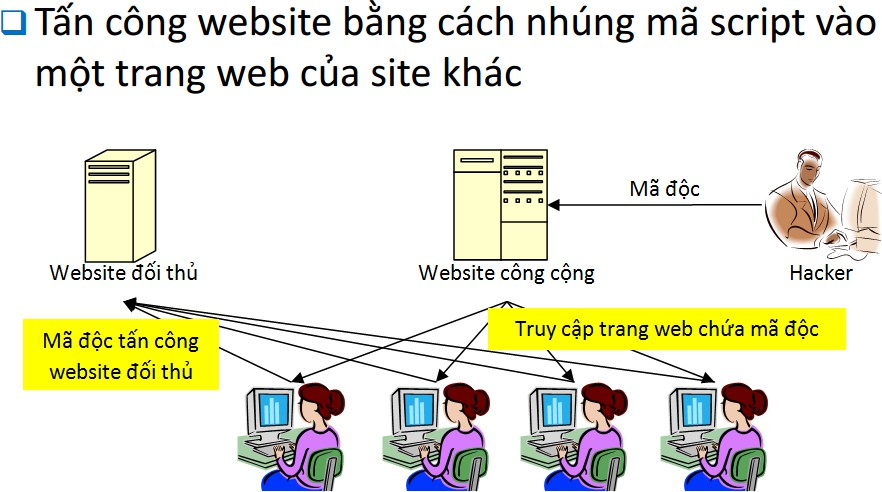 Tấn công website bằng cách nhúng mã script vào
một trang web của site khác
Mã độc
Website đối thủ
Website công cộng
Hacker
Mã độc tấn công
website đối thủ
Truy cập trang web chứa mã độc